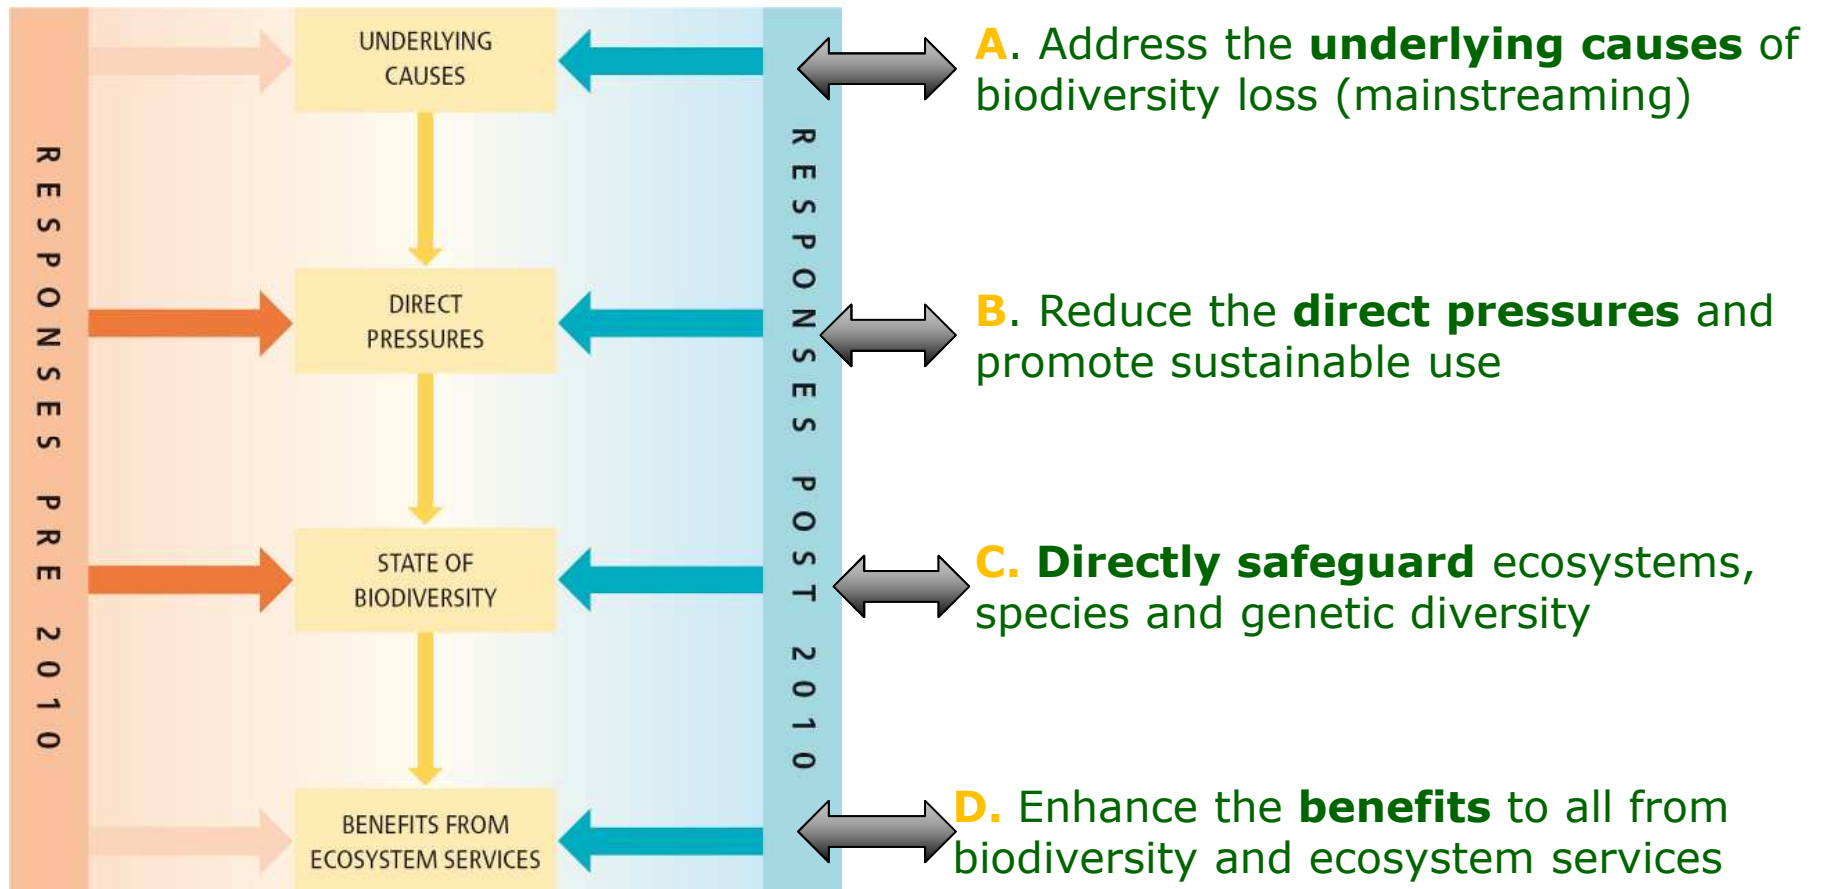 RESPONSES PRE 2010
UNDERLYING
CAUSES
DIRECT
PRESSURES
STATE OF
BIODIVERSITY
BENEFITS FROM
ECOSYSTEM SERVICES
RESPONSES POST 2010
A. Address the underlying causes of
biodiversity loss (mainstreaming)
B. Reduce the direct pressures and
promote sustainable use
C. Directly safeguard ecosystems,
species and genetic diversity
D. Enhance the benefits to all from
biodiversity and ecosystem services